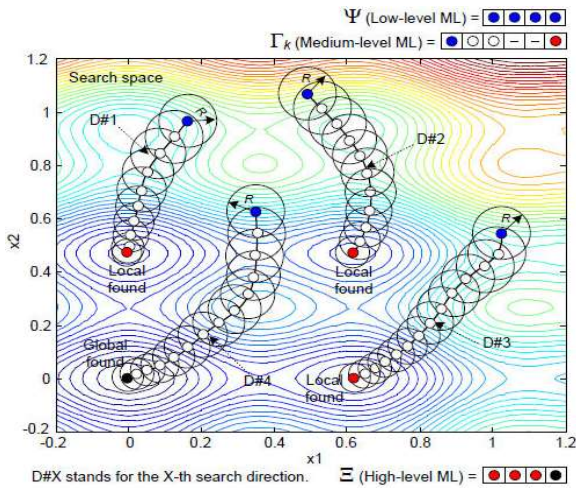 Ψ (Low-level ML) =
Γk (Medium-level ML) =
1.2
1
0.8
0.6
0.4
0.2
0
-0.2
x2
Search space
D#1
R
R
D#2
R
R
Local
found
Local
found
Global
found
D#4
Local
found
D#3
-0.2 0 0.2 0.4 0.6 0.8 1 1.2
x1
D#X stands for the X-th search direction.
Ξ (High-level ML) =